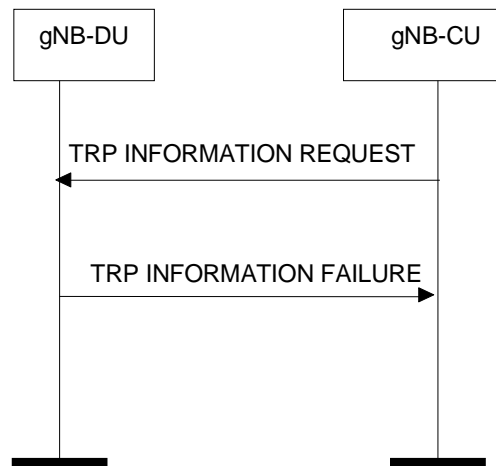 gNB-DU
gNB-CU
TRP INFORMATION REQUEST
TRP INFORMATION FAILURE